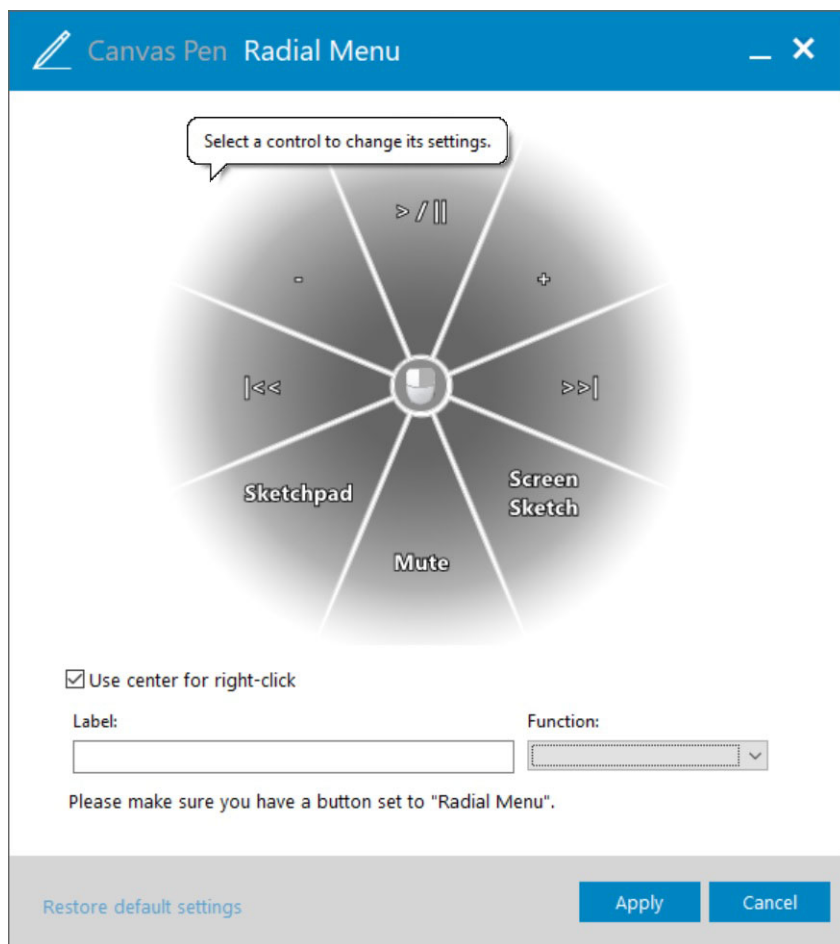 Canvas Pen Radial Menu
Select a control to change its settings.
> / ||
- +
|<< >>|
Sketchpad
Screen
Sketch
Mute
Use center for right-click
Label: Function:
Please make sure you have a button set to "Radial Menu".
Restore default settings Apply Cancel